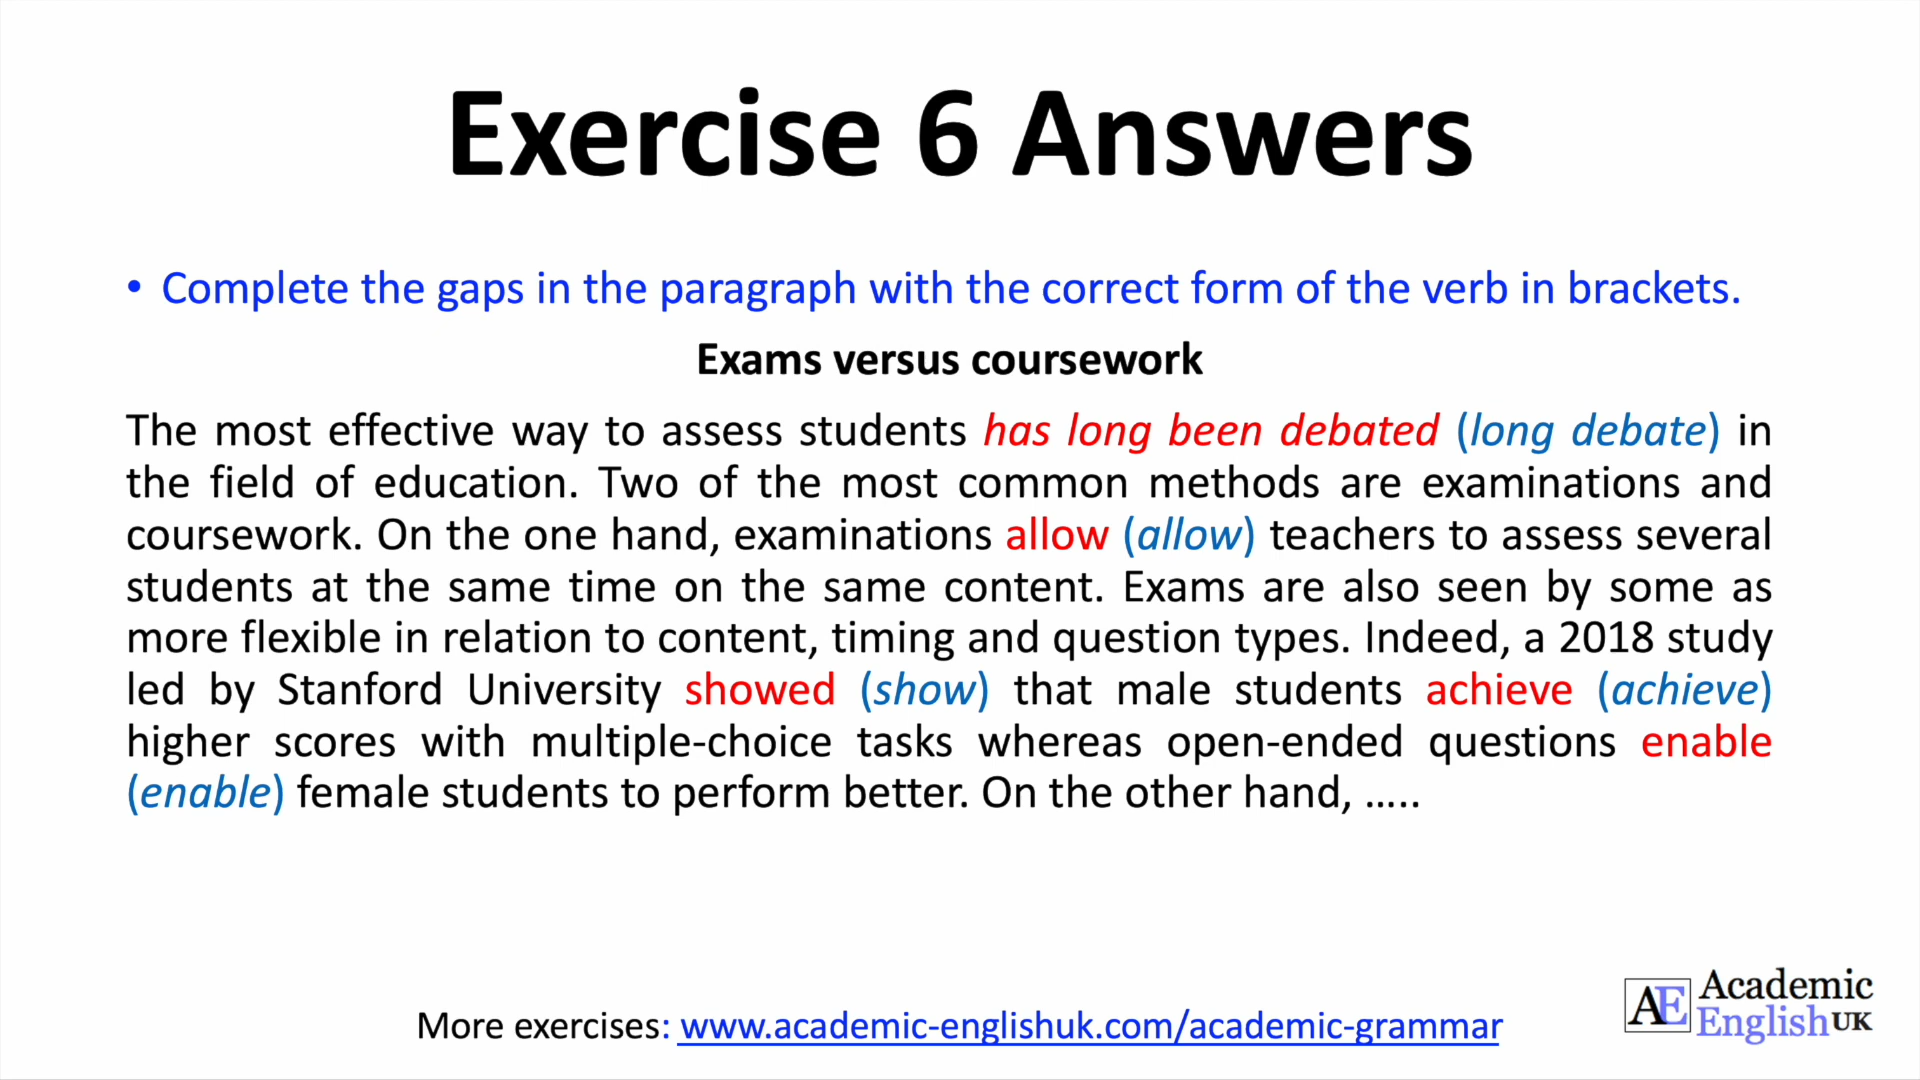 Exercise 6 Answers
• Complete the gaps in the paragraph with the correct form of the verb in brackets.
Exams versus coursework
The most effective way to assess students has long been debated (long debate) in
the field of education. Two of the most common methods are examinations and
coursework. On the one hand, examinations allow (allow) teachers to assess several
students at the same time on the same content. Exams are also seen by some as
more flexible in relation to content, timing and question types. Indeed, a 2018 study
led by Stanford University showed (show) that male students achieve (achieve)
higher scores with multiple-choice tasks whereas open-ended questions enable
(enable) female students to perform better. On the other hand, …..
More exercises: www.academic-englishuk.com/academic-grammar
AE Academic
EnglishUK